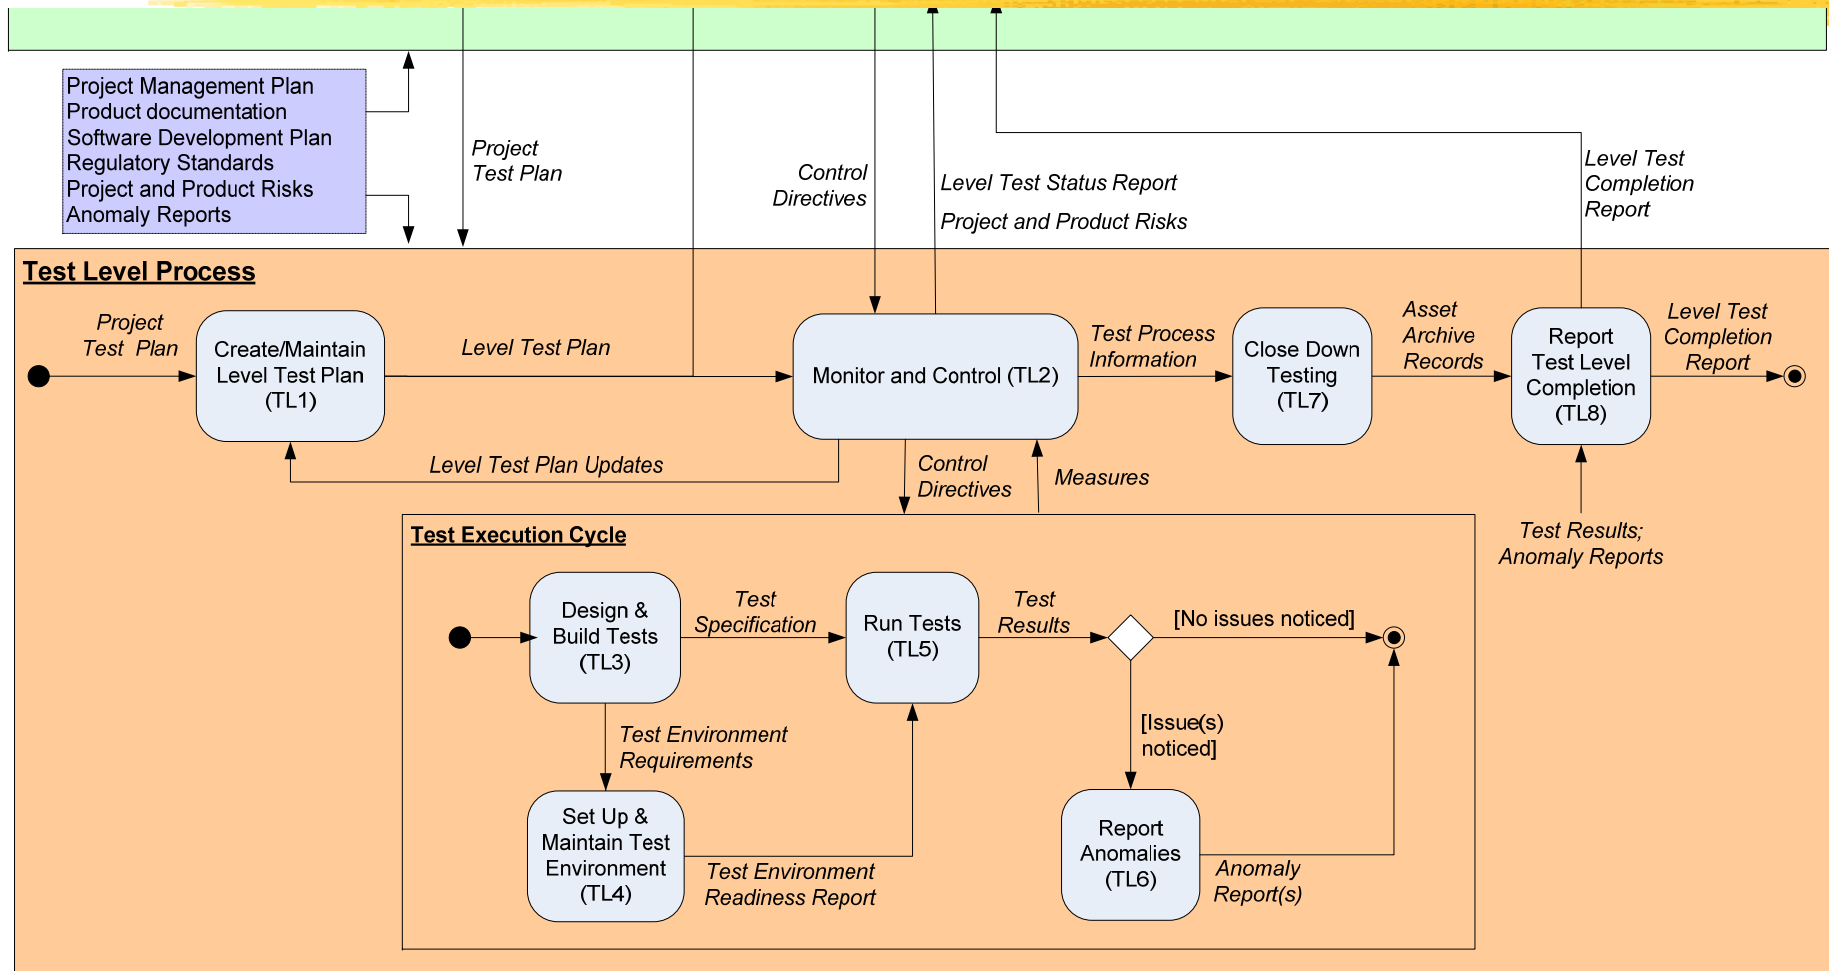 Project Management Plan
Product documentation
Software Development Plan
Regulatory Standards
Project and Product Risks
Anomaly Reports
Project
Test Plan
Control
Directives
Level Test Status Report
Project and Product Risks
Level Test
Completion
Report
Test Level Process
Project
Test Plan
Create/Maintain
Level Test Plan
(TL1)
Level Test Plan
Monitor and Control (TL2)
Test Process
Information
Close Down
Testing
(TL7)
Asset
Archive
Records
Report
Test Level
Completion
(TL8)
Level Test
Completion
Report
Level Test Plan Updates
Control
Directives
Measures
Test Results;
Anomaly Reports
Test Execution Cycle
Design &
Build Tests
(TL3)
Test
Specification
Run Tests
(TL5)
Test
Results
[No issues noticed]
[Issue(s)
noticed]
Test Environment
Requirements
Set Up &
Maintain Test
Environment
(TL4)
Test Environment
Readiness Report
Report
Anomalies
(TL6)
Anomaly
Report(s)